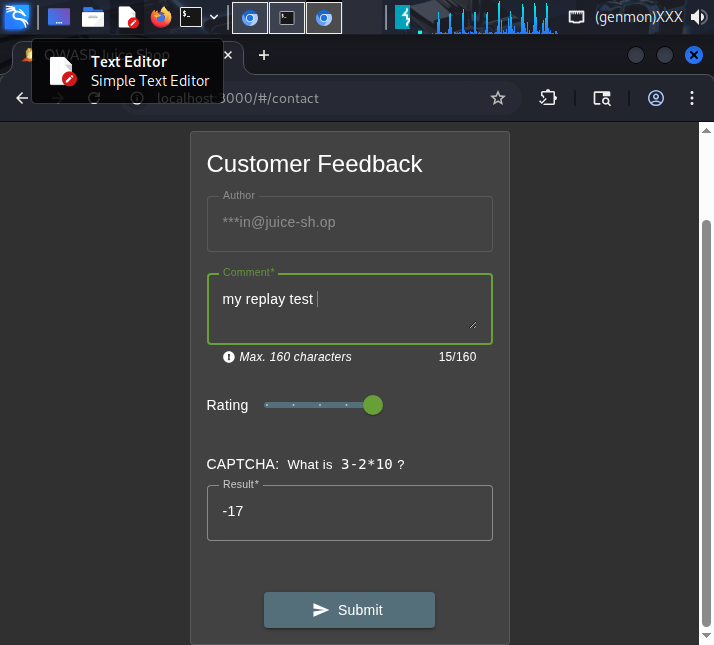 (genmon)XXX
OWASP Juice Shop
Text Editor
Simple Text Editor
localhost:3000/#/contact
Customer Feedback
Author
***in@juice-sh.op
Comment*
my replay test
Max. 160 characters 15/160
Rating
CAPTCHA: What is 3-2*10 ?
Result*
-17
Submit